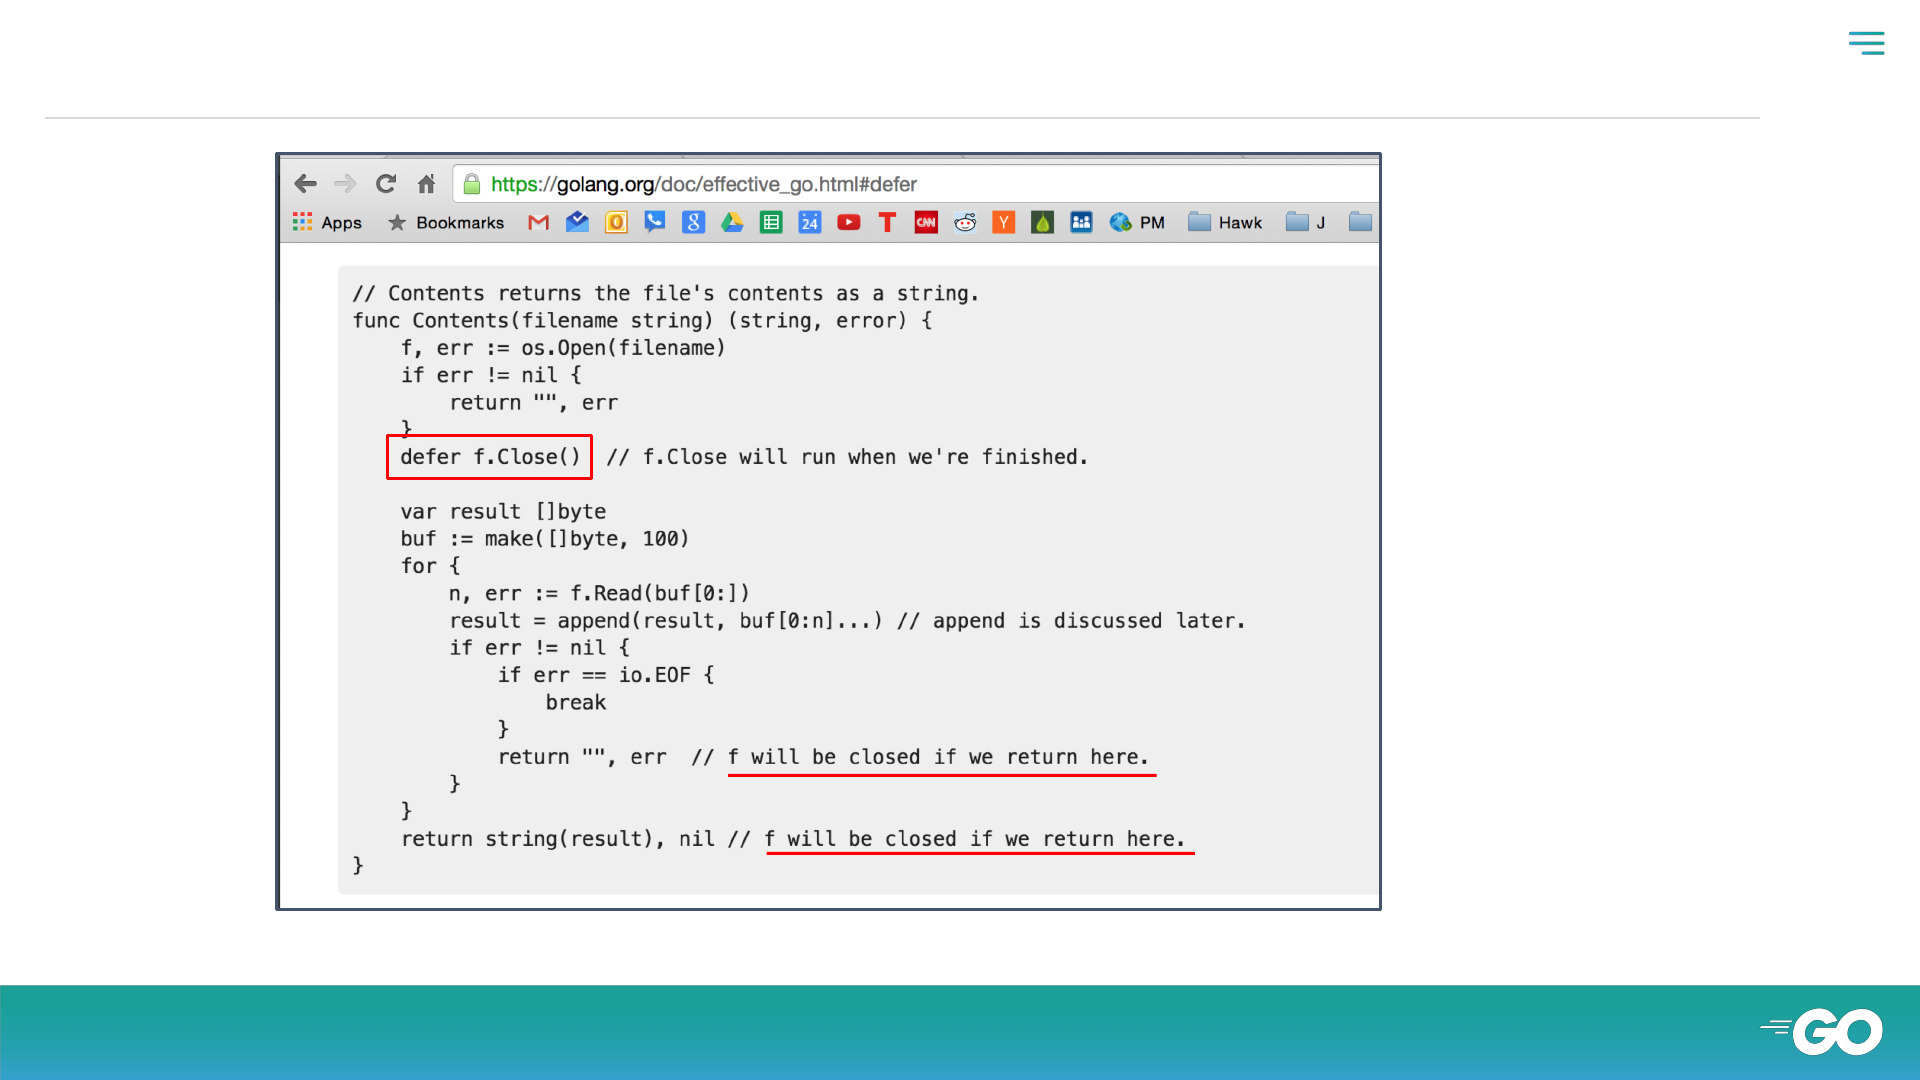 https://golang.org/doc/effective_go.html#defer
Apps Bookmarks 24 T CNN Y PM Hawk J
// Contents returns the file's contents as a string.
func Contents(filename string) (string, error) {
    f, err := os.Open(filename)
    if err != nil {
        return "", err
    }
    defer f.Close()  // f.Close will run when we're finished.
    var result []byte
    buf := make([]byte, 100)
    for {
        n, err := f.Read(buf[0:])
        result = append(result, buf[0:n]...) // append is discussed later.
        if err != nil {
            if err == io.EOF {
                break
            }
            return "", err  // f will be closed if we return here.
        }
    }
    return string(result), nil // f will be closed if we return here.
}
GO